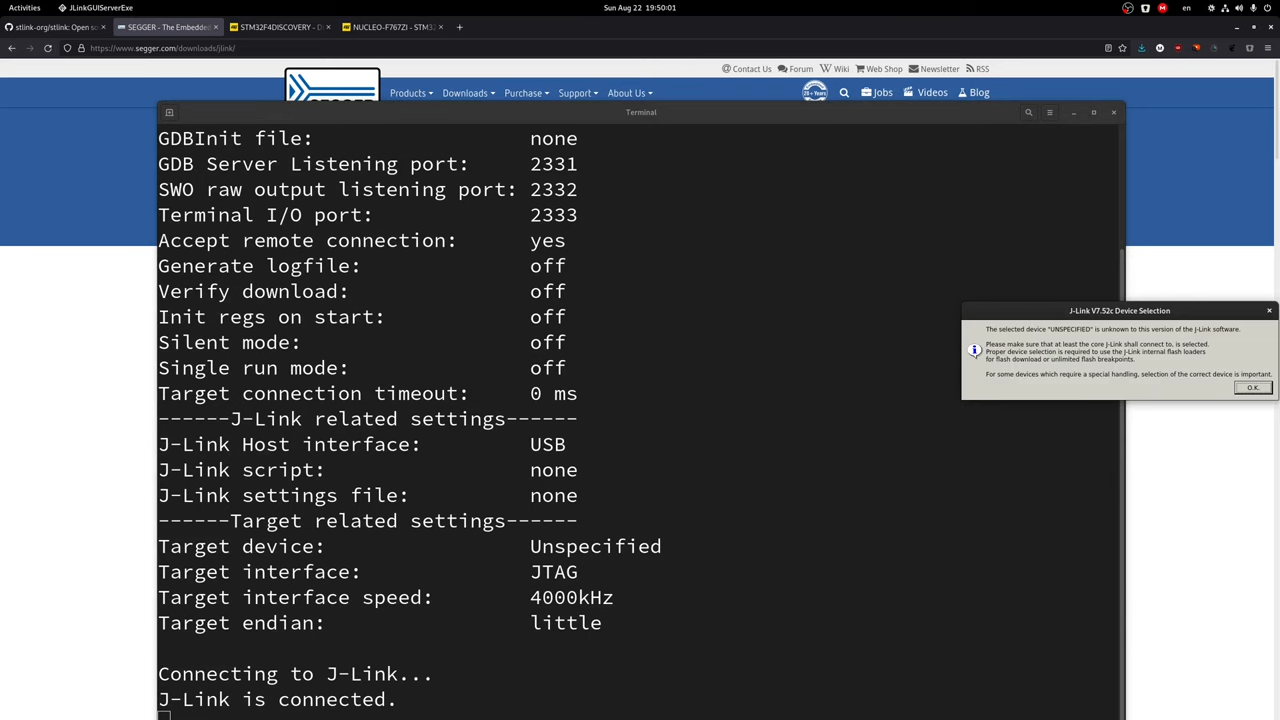 Activities
JLinkGUIServerExe
Sun Aug 22 19:50:01
en
stlink-org/stlink: Open so
SEGGER - The Embedded
STM32F4DISCOVERY - D
NUCLEO-F767ZI - STM32
https://www.segger.com/downloads/jlink/
Contact Us Forum Wiki Web Shop Newsletter RSS
Products Downloads Purchase Support About Us
Jobs Videos Blog
Terminal
GDBInit file: none
GDB Server Listening port: 2331
SWO raw output listening port: 2332
Terminal I/O port: 2333
Accept remote connection: yes
Generate logfile: off
Verify download: off
Init regs on start: off
Silent mode: off
Single run mode: off
Target connection timeout: 0 ms
------J-Link related settings------
J-Link Host interface: USB
J-Link script: none
J-Link settings file: none
------Target related settings------
Target device: Unspecified
Target interface: JTAG
Target interface speed: 4000kHz
Target endian: little
Connecting to J-Link...
J-Link is connected.
J-Link V7.52c Device Selection
The selected device "UNSPECIFIED" is unknown to this version of the J-Link software.
Please make sure that at least the core J-Link shall connect to, is selected.
Proper device selection is required to use the J-Link internal flash loaders
for flash download or unlimited flash breakpoints.
For some devices which require a special handling, selection of the correct device is important.
O.K.